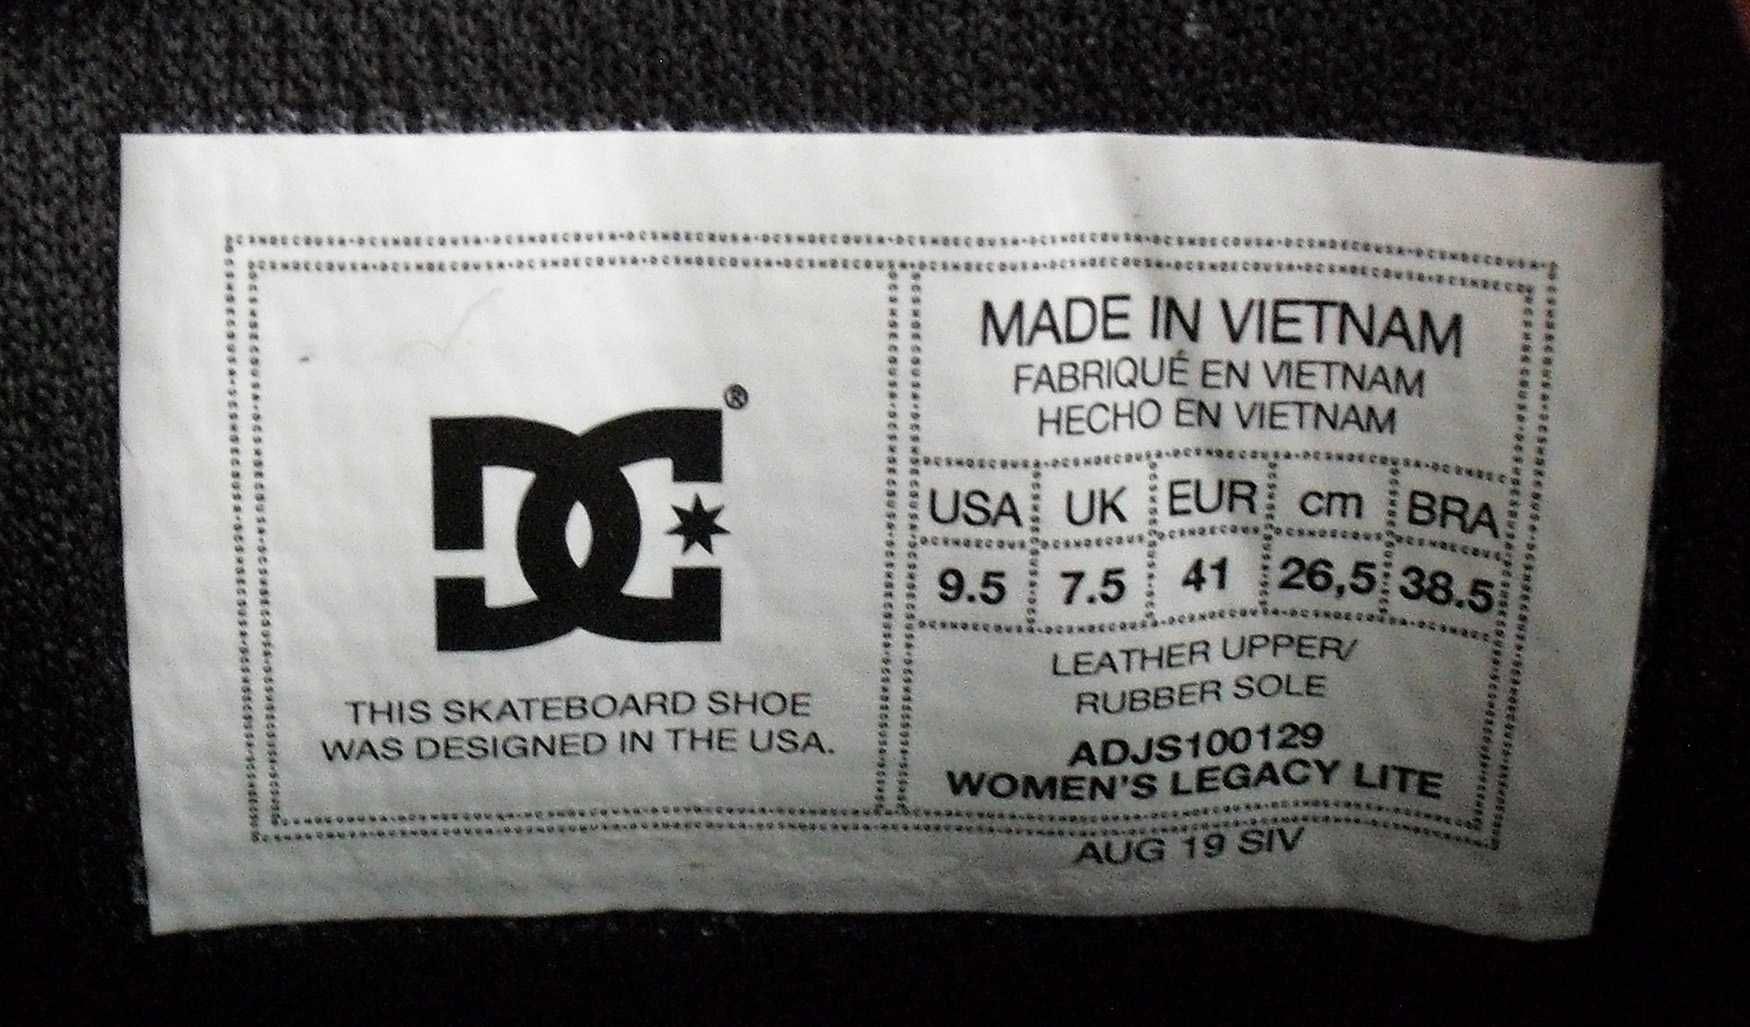 DC®
THIS SKATEBOARD SHOE
WAS DESIGNED IN THE USA.
MADE IN VIETNAM
FABRIQUÉ EN VIETNAM
HECHO EN VIETNAM
USA UK EUR cm BRA
9.5 7.5 41 26,5 38.5
LEATHER UPPER/
RUBBER SOLE
ADJS100129
WOMEN'S LEGACY LITE
AUG 19 SIV